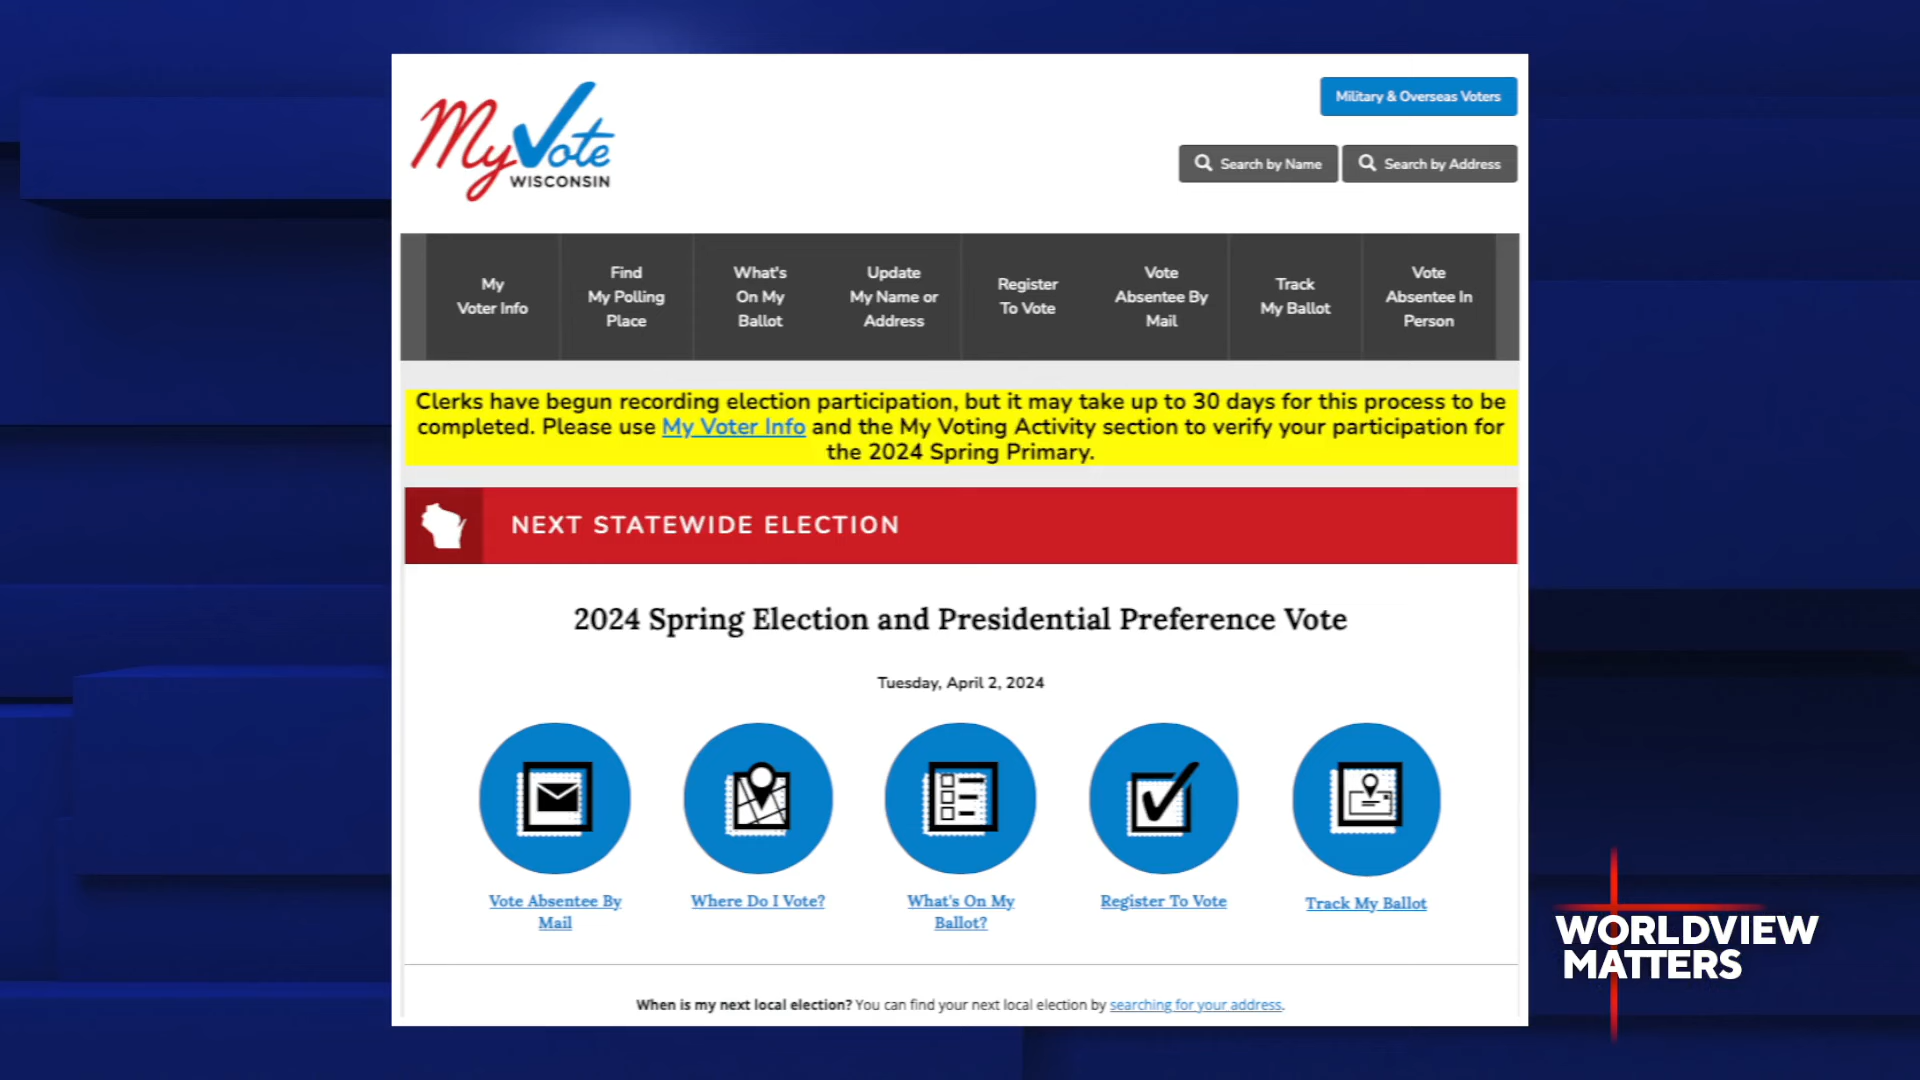 My Vote
WISCONSIN
Military & Overseas Voters
Search by Name
Search by Address
My
Voter Info
Find
My Polling
Place
What's
On My
Ballot
Update
My Name or
Address
Register
To Vote
Vote
Absentee By
Mail
Track
My Ballot
Vote
Absentee In
Person
Clerks have begun recording election participation, but it may take up to 30 days for this process to be
completed. Please use My Voter Info and the My Voting Activity section to verify your participation for
the 2024 Spring Primary.
NEXT STATEWIDE ELECTION
2024 Spring Election and Presidential Preference Vote
Tuesday, April 2, 2024
Vote Absentee By
Mail
Where Do I Vote?
What's On My
Ballot?
Register To Vote
Track My Ballot
When is my next local election? You can find your next local election by searching for your address.
WORLDVIEW
MATTERS